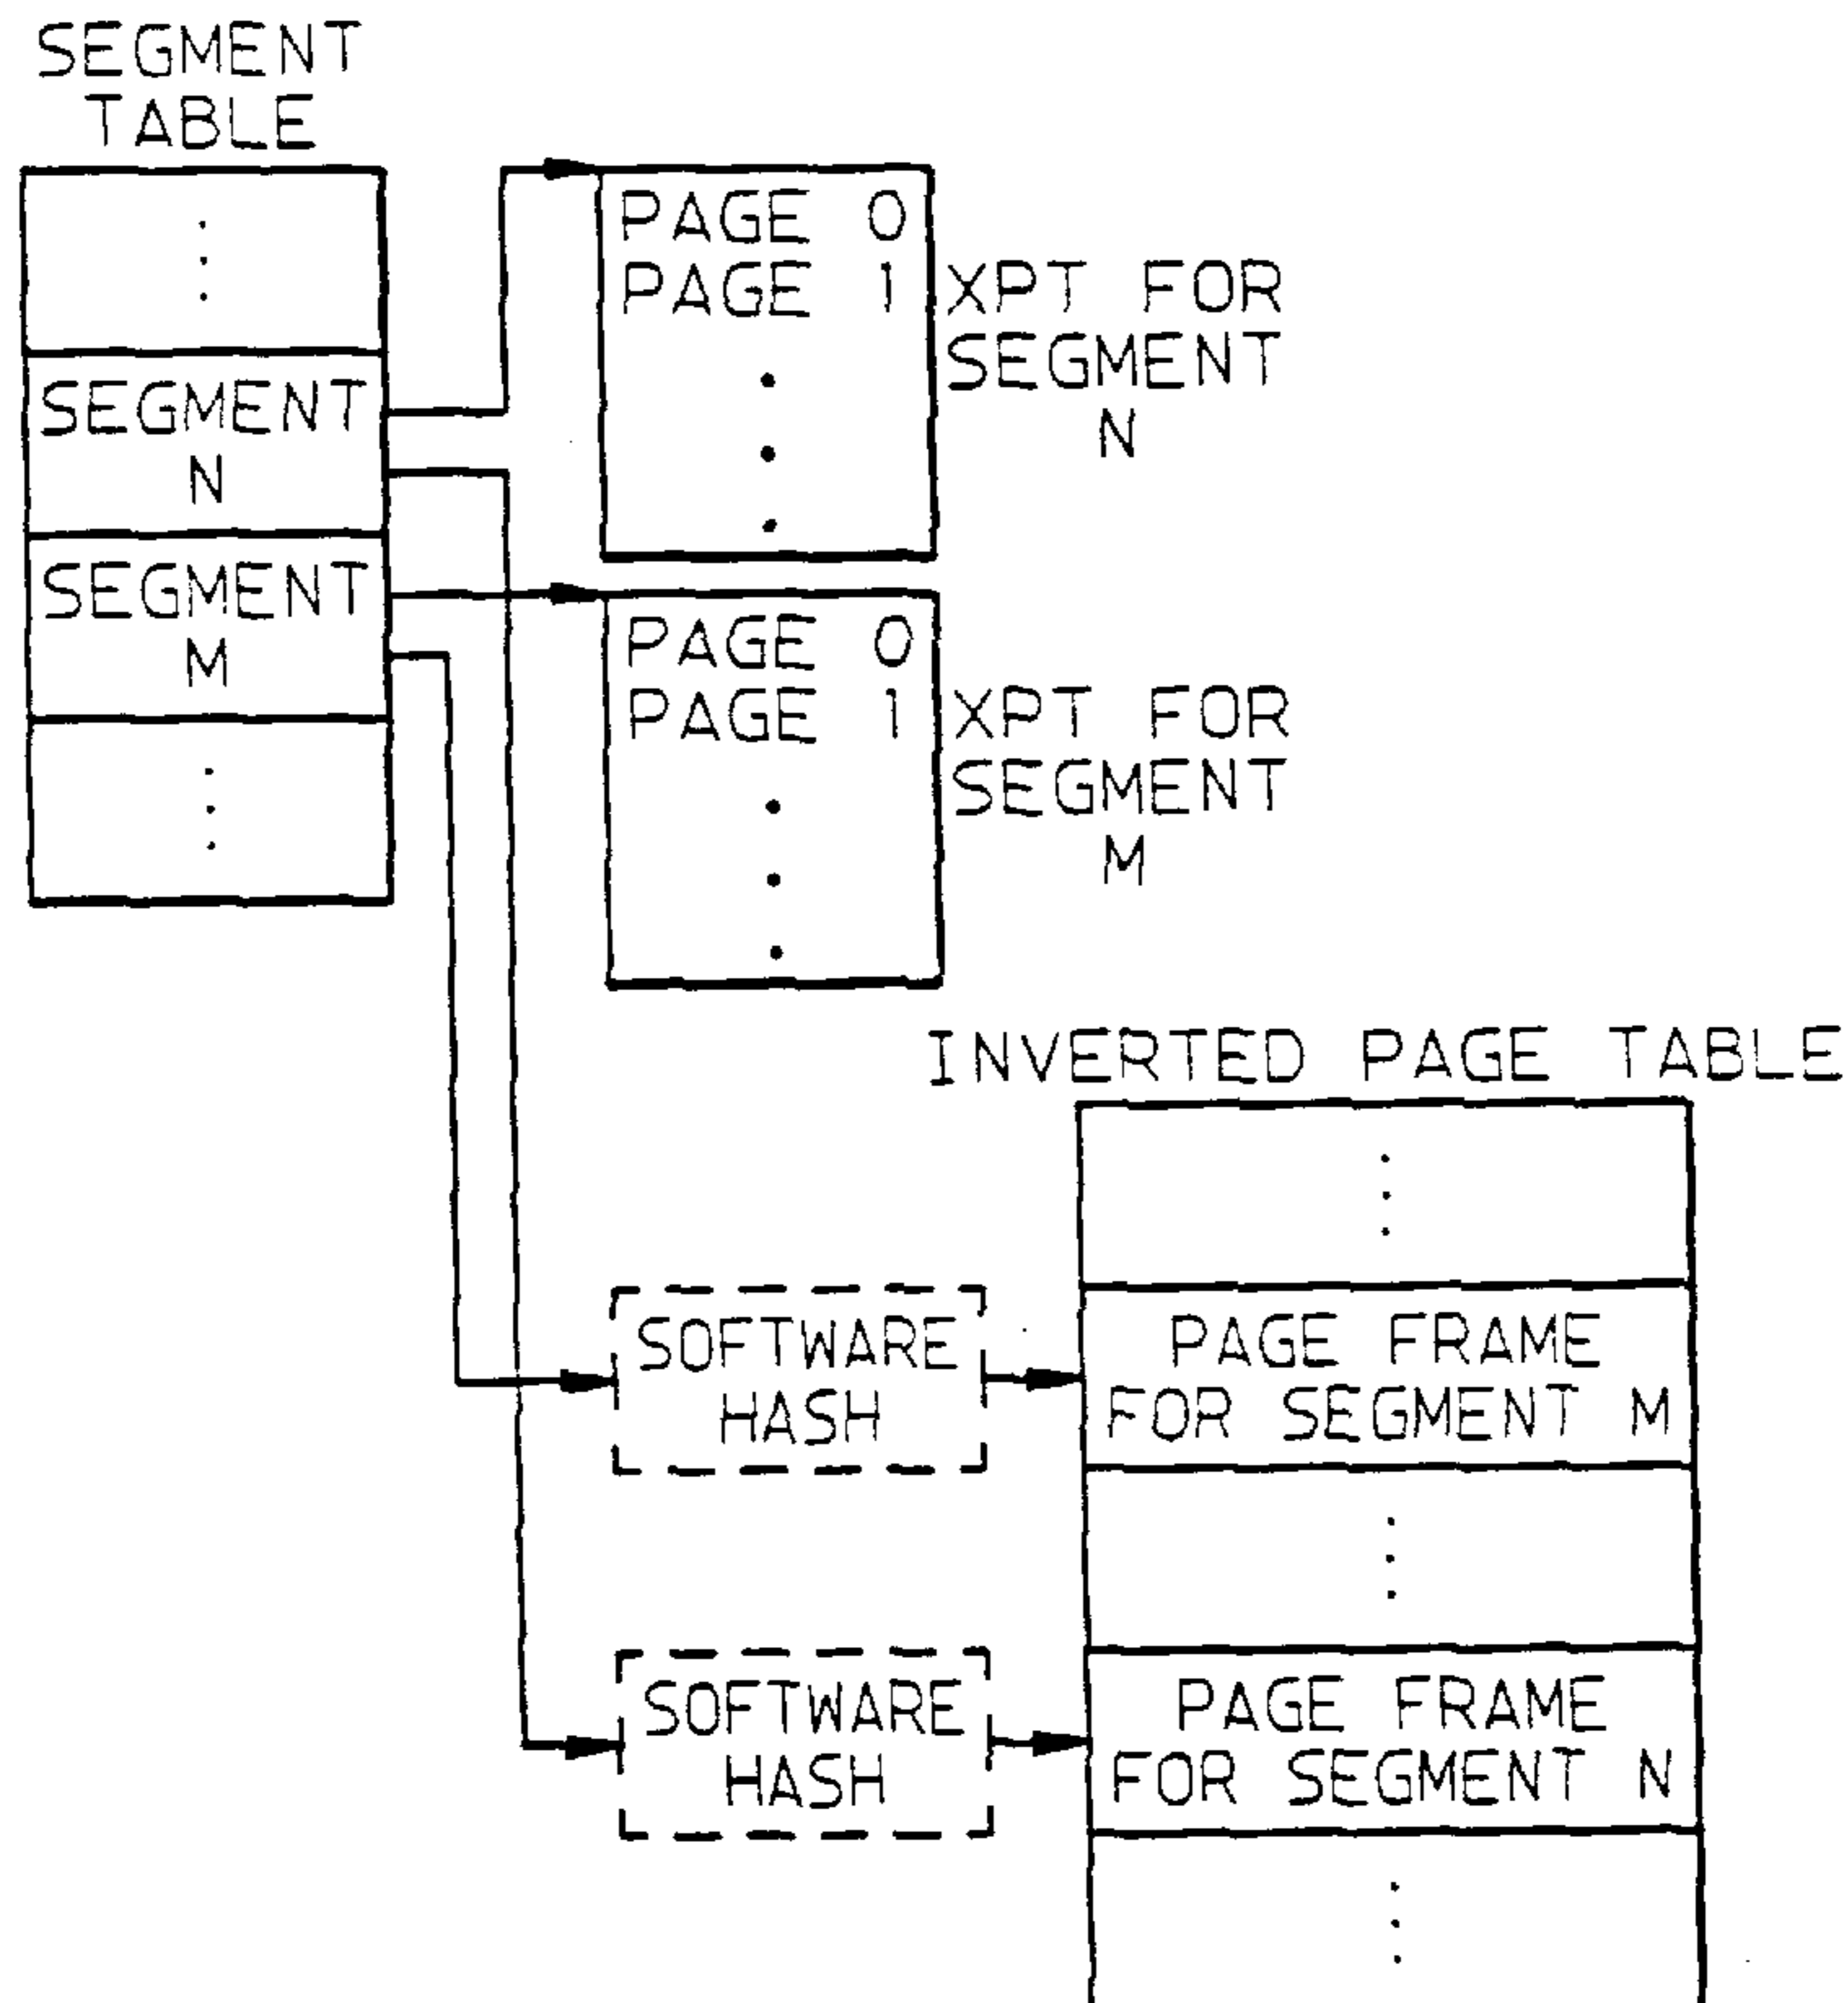 SEGMENT
TABLE
SEGMENT
N
SEGMENT
M
PAGE 0
PAGE 1
XPT FOR
SEGMENT
N
PAGE 0
PAGE 1
XPT FOR
SEGMENT
M
INVERTED PAGE TABLE
SOFTWARE
HASH
PAGE FRAME
FOR SEGMENT M
SOFTWARE
HASH
PAGE FRAME
FOR SEGMENT N